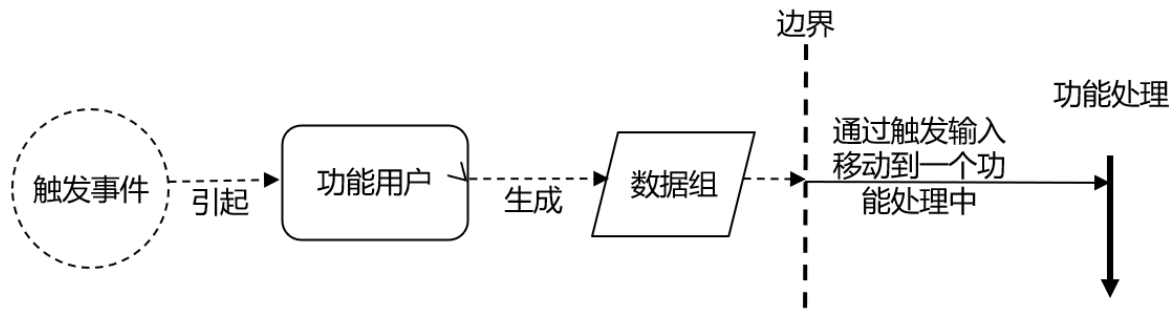 边界
功能处理
触发事件
引起
功能用户
生成
数据组
通过触发输入
移动到一个功
能处理中